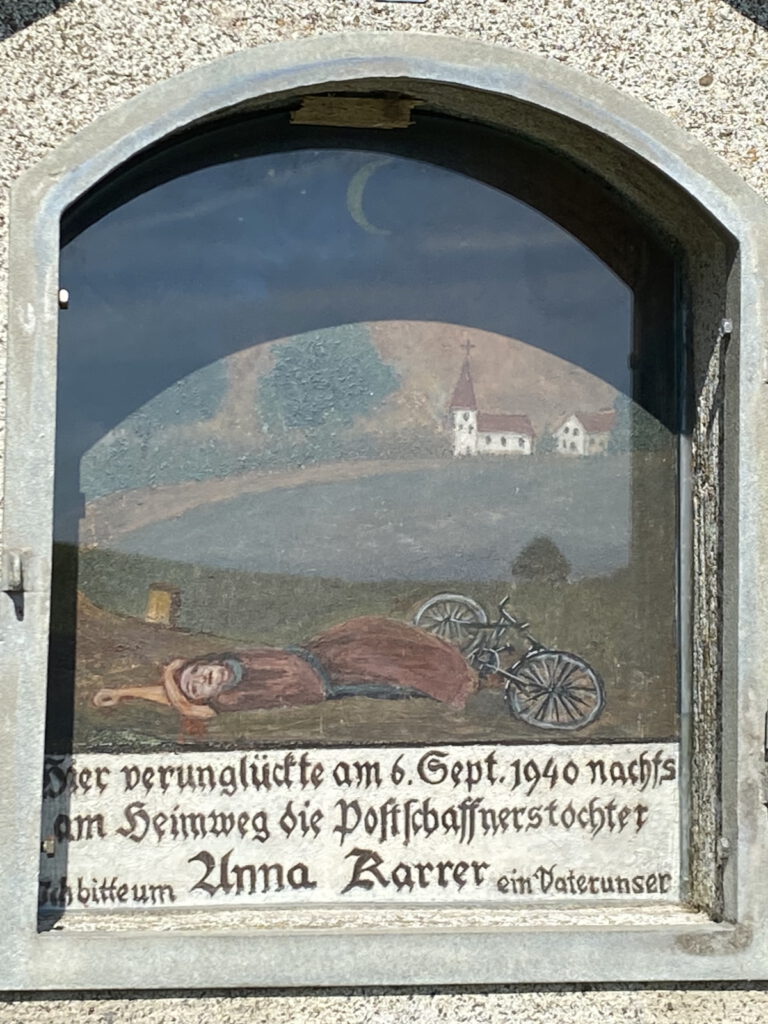 Hier verunglückte am 6. Sept. 1940 nachts
am Heimweg die Postschaffnerstochter
Ich bitte um Anna Karrer ein Vaterunser